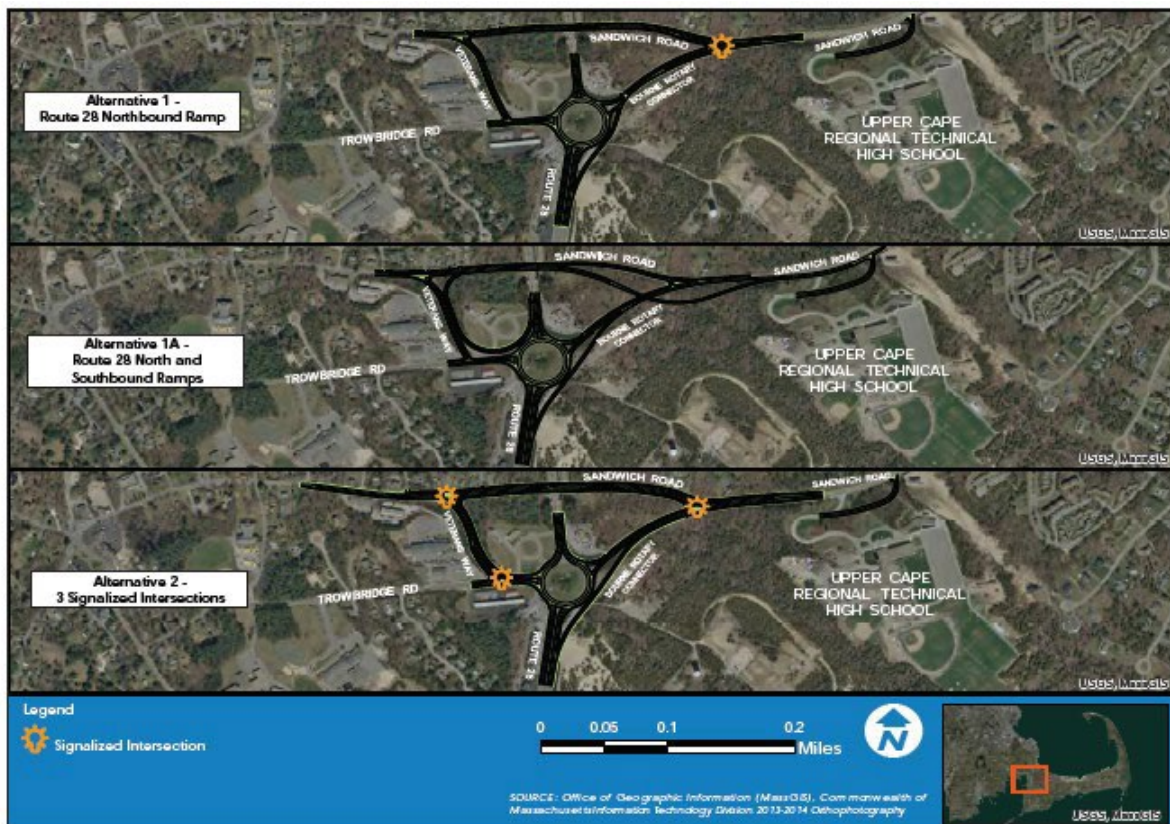 Alternative 1 -
Route 28 Northbound Ramp
TROWBRIDGE RD
VETERANS WAY
ROUTE 28
SANDWICH ROAD
BOURNE ROTARY
CONNECTOR
SANDWICH ROAD
UPPER CAPE
REGIONAL TECHNICAL
HIGH SCHOOL
USGS, MassGIS
Alternative 1A -
Route 28 North and
Southbound Ramps
TROWBRIDGE RD
VETERANS WAY
ROUTE 28
SANDWICH ROAD
BOURNE ROTARY
CONNECTOR
SANDWICH ROAD
UPPER CAPE
REGIONAL TECHNICAL
HIGH SCHOOL
USGS, MassGIS
Alternative 2 -
3 Signalized Intersections
TROWBRIDGE RD
VETERANS WAY
ROUTE 28
SANDWICH ROAD
BOURNE ROTARY
CONNECTOR
SANDWICH ROAD
UPPER CAPE
REGIONAL TECHNICAL
HIGH SCHOOL
USGS, MassGIS
Legend
Signalized Intersection
0 0.05 0.1 0.2
Miles
N
SOURCE: Office of Geographic Information (MassGIS), Commonwealth of
Massachusetts Information Technology Division 2013-2014 Orthophotography
USGS, MassGIS